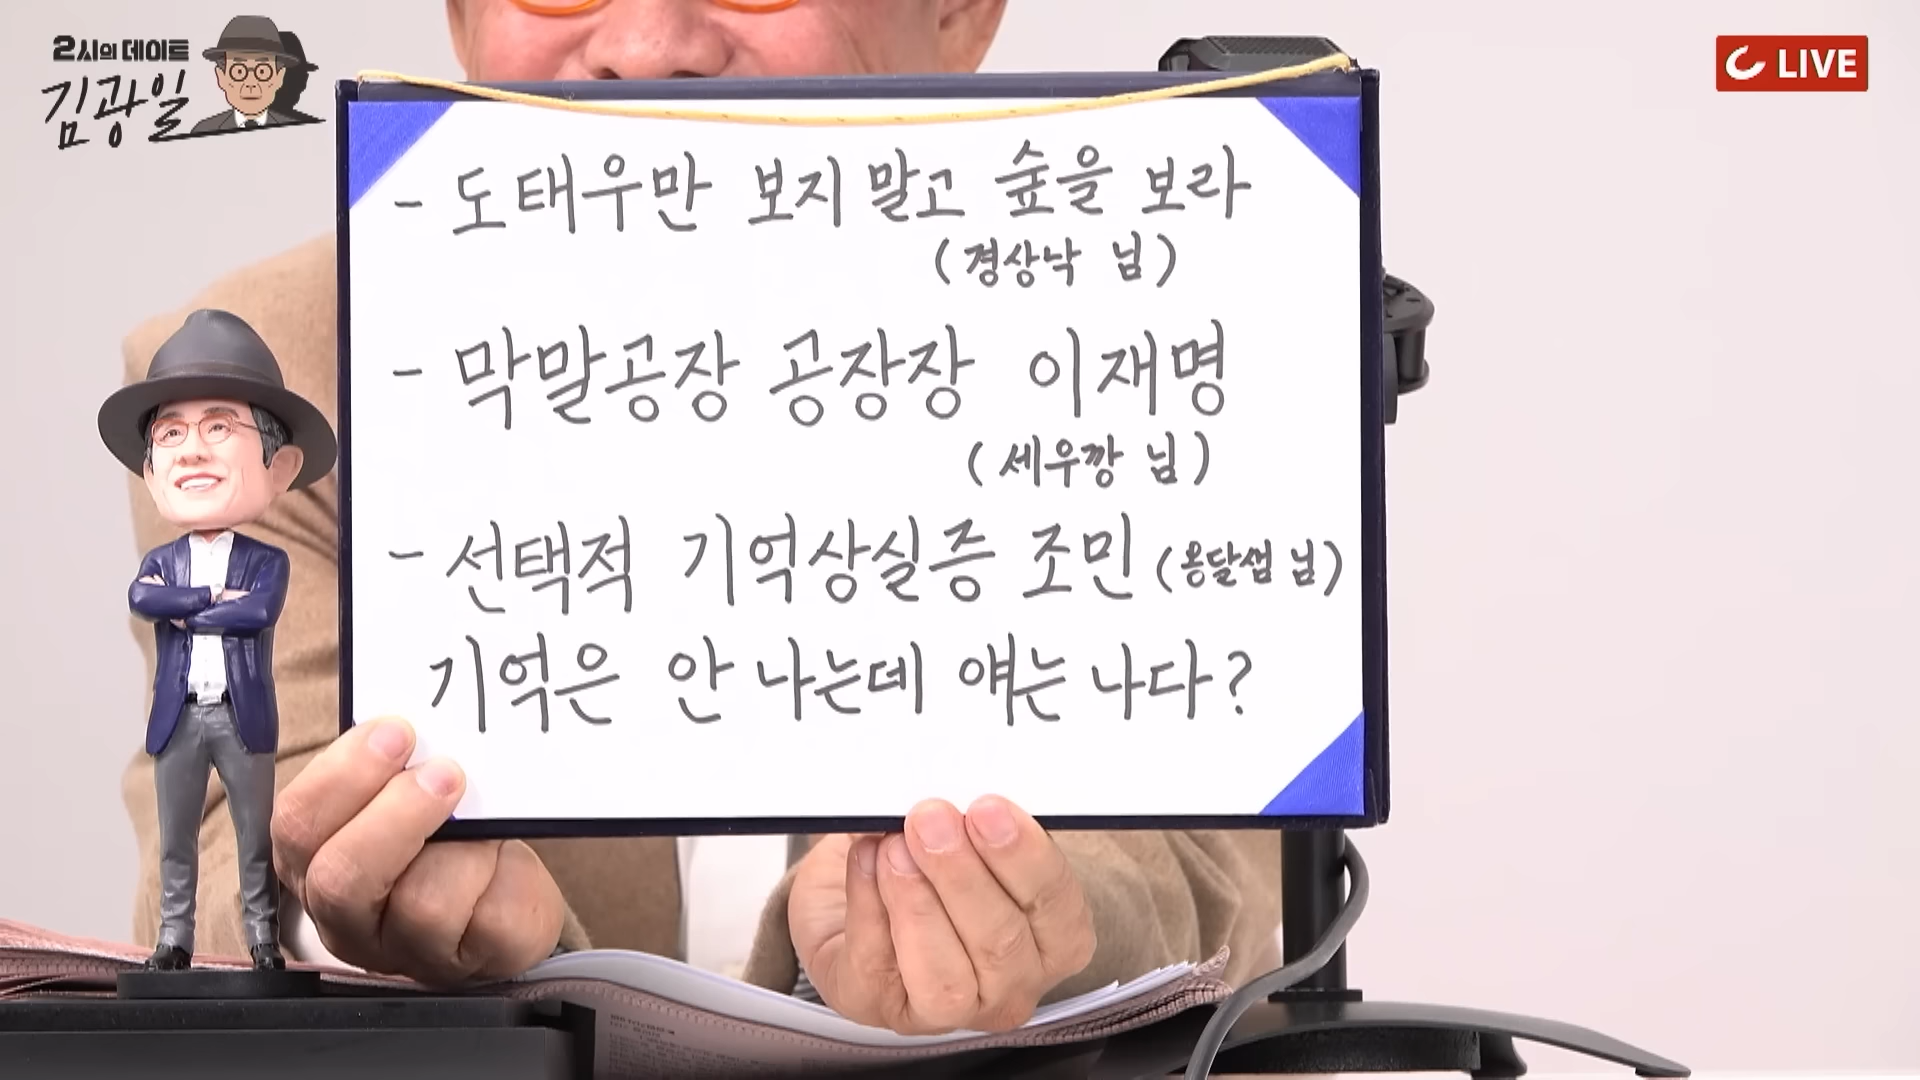 2시의 데이트
김광일
LIVE
- 도태우만 보지 말고 숲을 보라
(경상낙 님)
- 막말공장 공장장 이재명
(세우깡 님)
- 선택적 기억상실증 조민 (옹달샘 님)
기억은 안 나는데 얘는 나다?